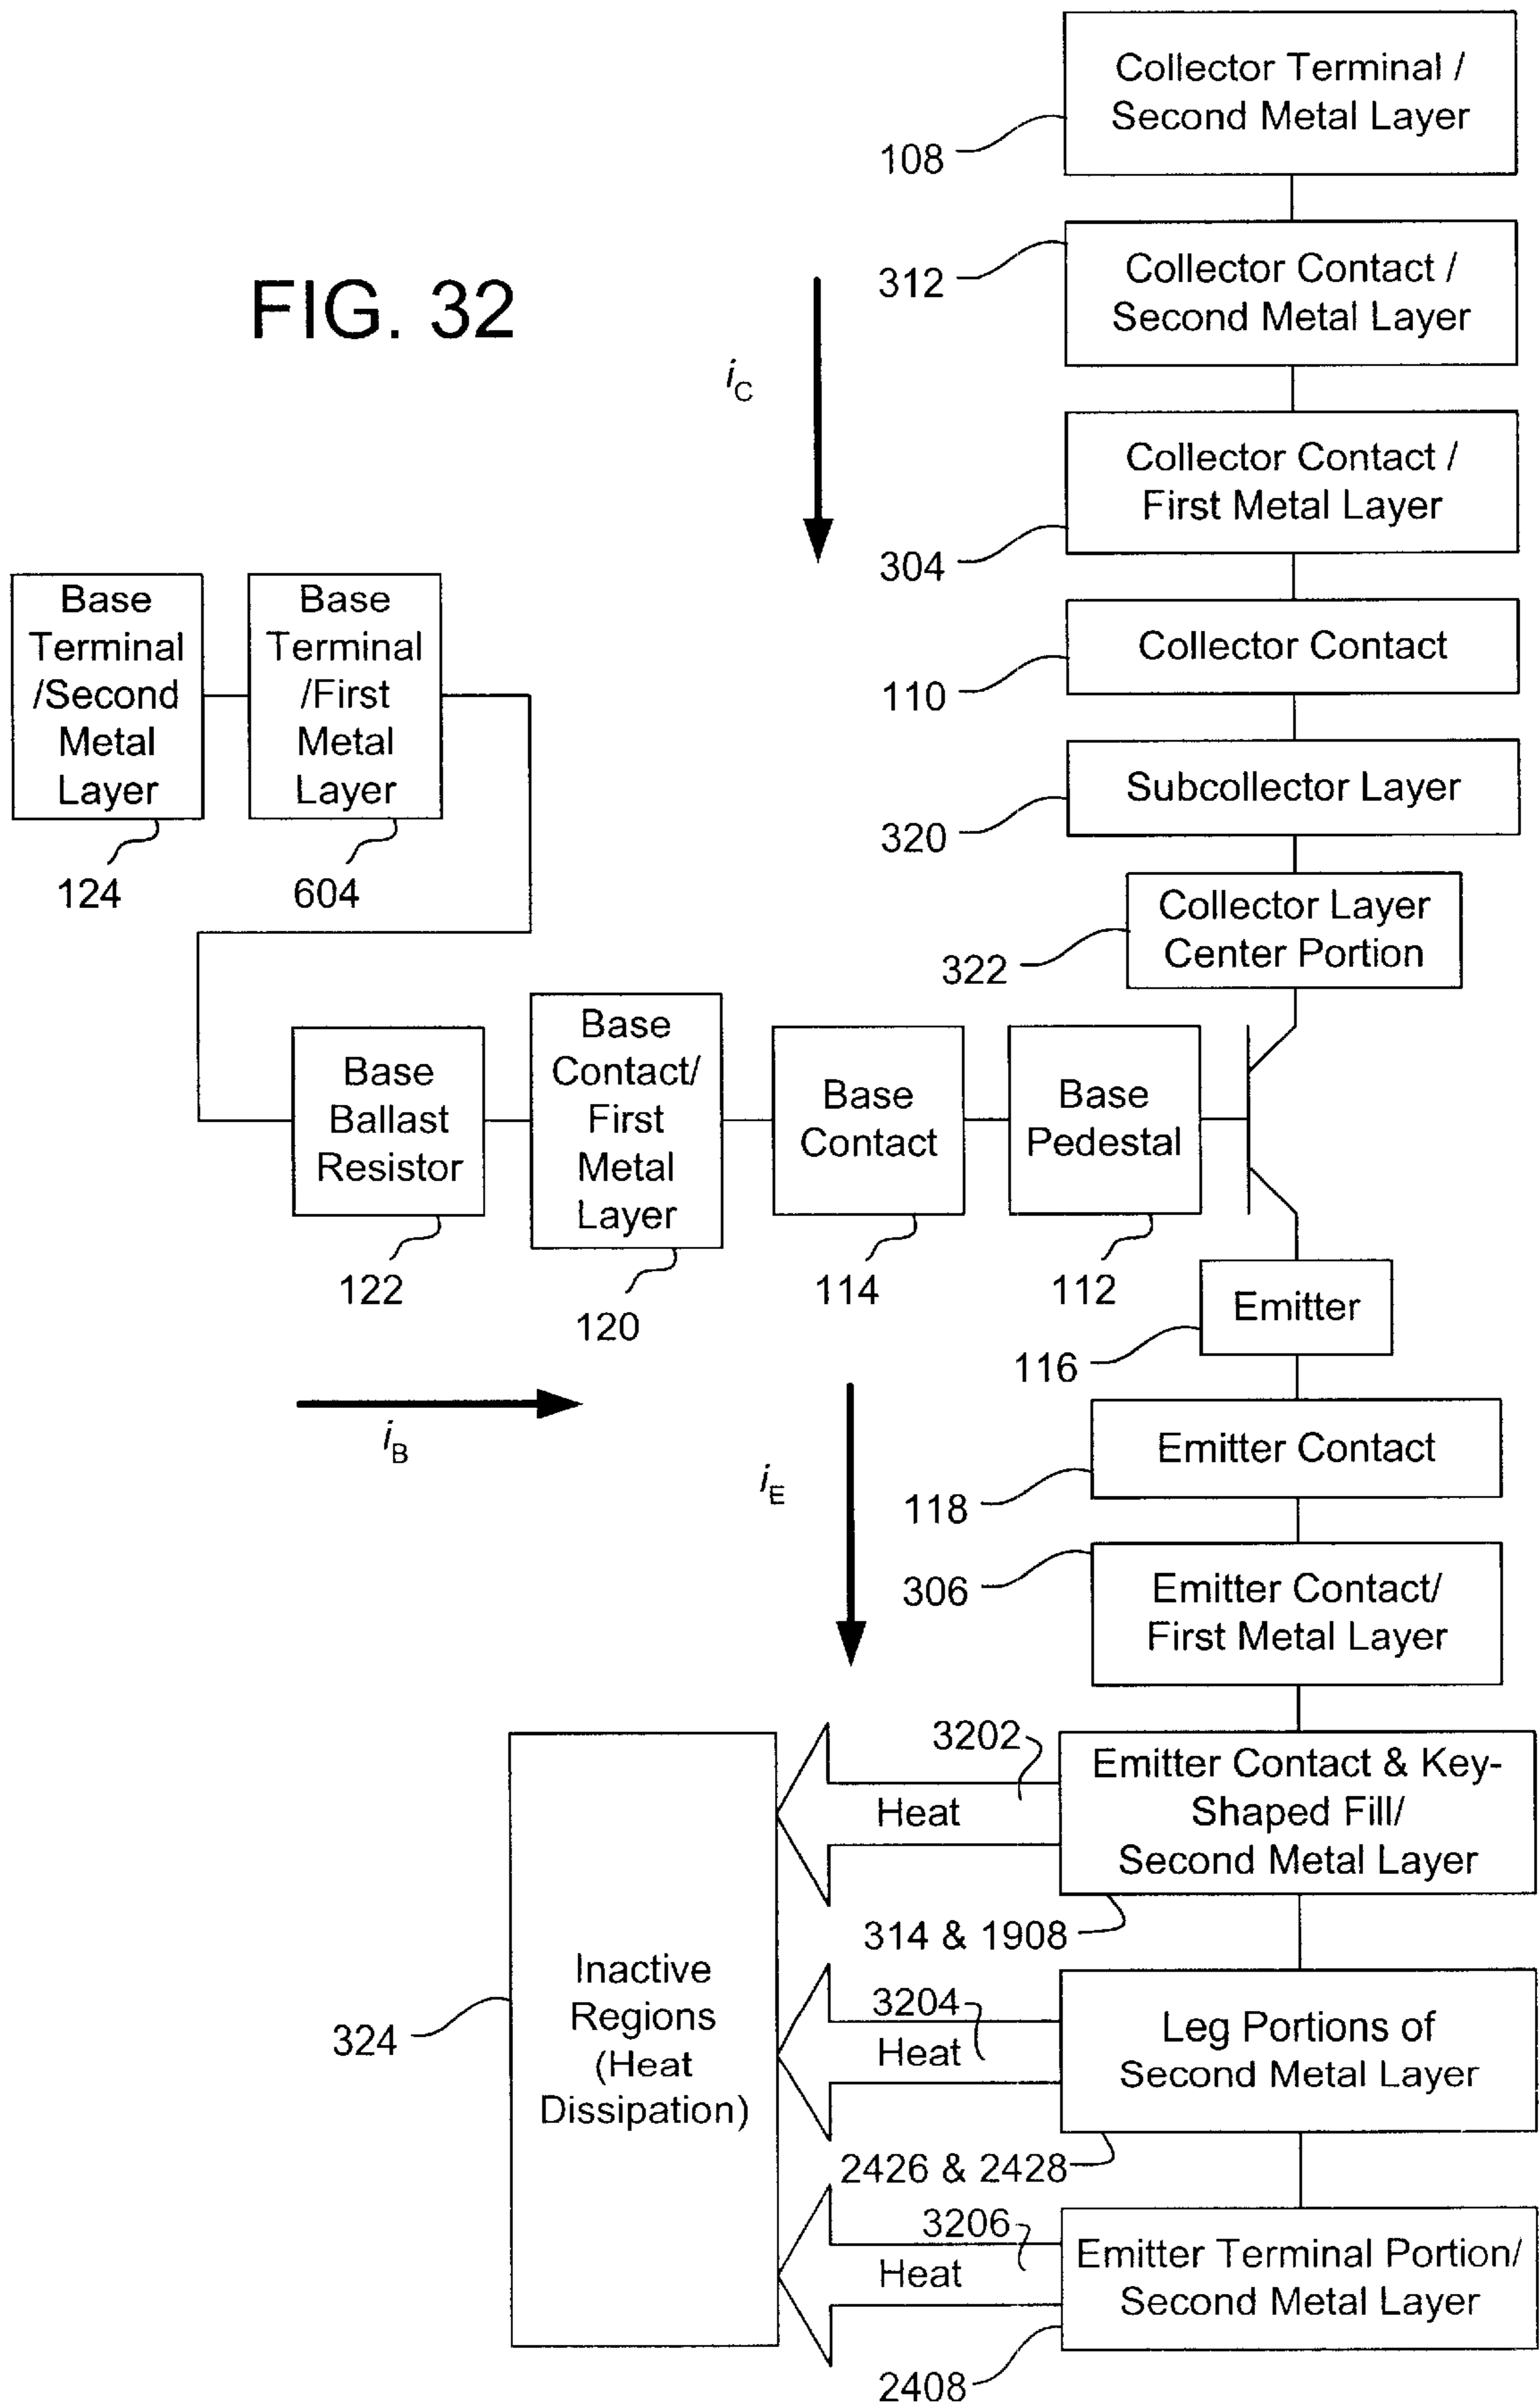 Collector Terminal /
Second Metal Layer
108
FIG. 32
312
Collector Contact /
Second Metal Layer
iC
Collector Contact /
First Metal Layer
304
Collector Contact
110
Subcollector Layer
320
Collector Layer
Center Portion
322
Base
Terminal
/Second
Metal
Layer
124
Base
Terminal
/First
Metal
Layer
604
Base
Ballast
Resistor
122
Base
Contact/
First
Metal
Layer
120
Base
Contact
114
Base
Pedestal
112
Emitter
116
iB
iE
Emitter Contact
118
306
Emitter Contact/
First Metal Layer
3202
Heat
Emitter Contact & Key-
Shaped Fill/
Second Metal Layer
314 & 1908
Inactive
Regions
(Heat
Dissipation)
324
3204
Heat
Leg Portions of
Second Metal Layer
2426 & 2428
3206
Heat
Emitter Terminal Portion/
Second Metal Layer
2408